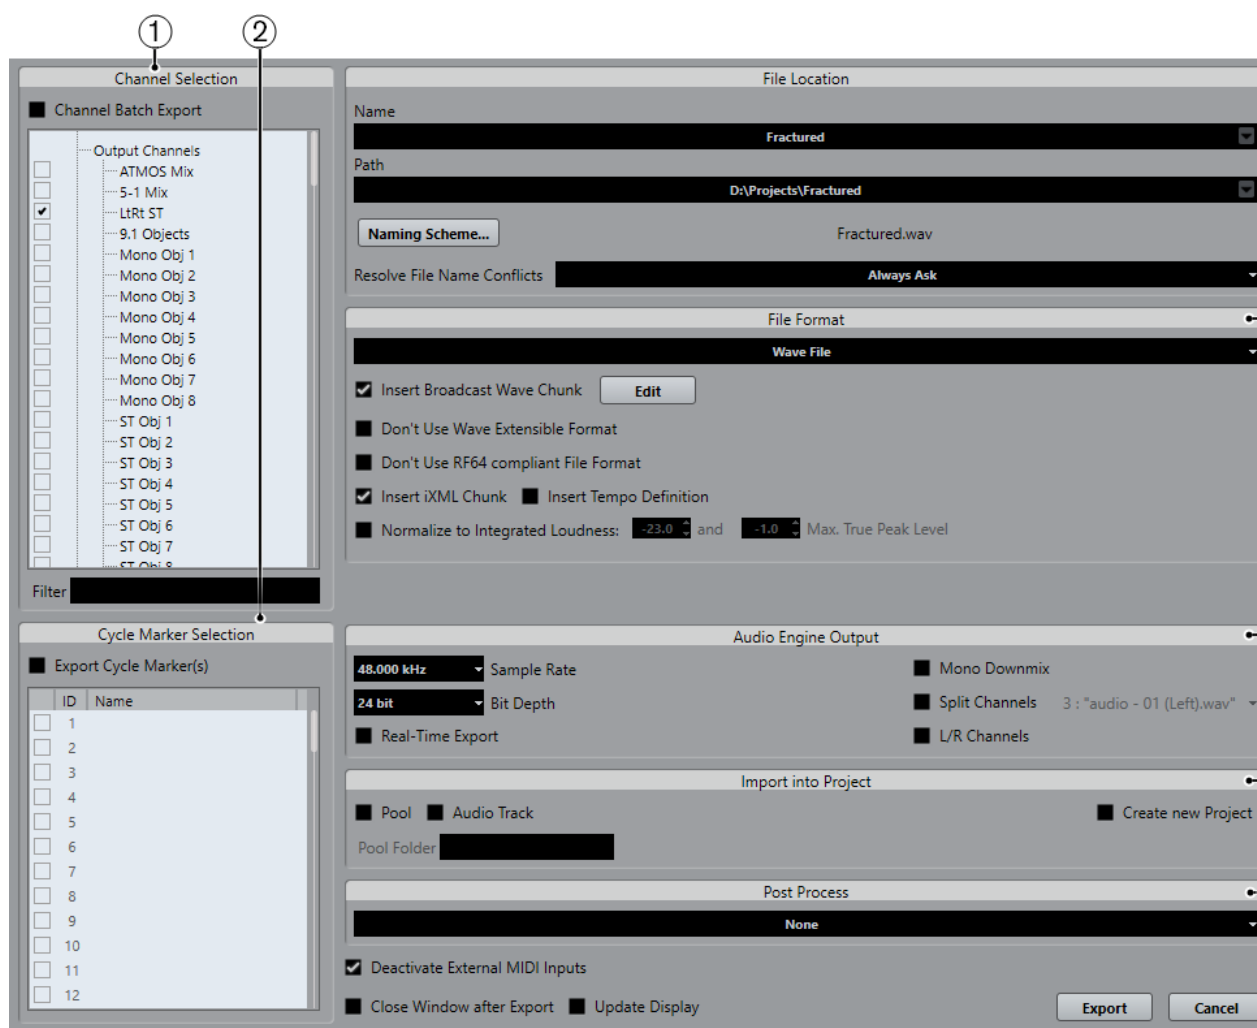 1 2
Channel Selection
Channel Batch Export
Output Channels
ATMOS Mix
5-1 Mix
LtRt ST
9.1 Objects
Mono Obj 1
Mono Obj 2
Mono Obj 3
Mono Obj 4
Mono Obj 5
Mono Obj 6
Mono Obj 7
Mono Obj 8
ST Obj 1
ST Obj 2
ST Obj 3
ST Obj 4
ST Obj 5
ST Obj 6
ST Obj 7
ST Obj 8
Filter
Cycle Marker Selection
Export Cycle Marker(s)
ID Name
1
2
3
4
5
6
7
8
9
10
11
12
File Location
Name
Fractured
Path
D:\Projects\Fractured
Naming Scheme... Fractured.wav
Resolve File Name Conflicts Always Ask
File Format
Wave File
Insert Broadcast Wave Chunk Edit
Don't Use Wave Extensible Format
Don't Use RF64 compliant File Format
Insert iXML Chunk Insert Tempo Definition
Normalize to Integrated Loudness: -23.0 and -1.0 Max. True Peak Level
Audio Engine Output
48.000 kHz Sample Rate Mono Downmix
24 bit Bit Depth Split Channels 3 : "audio - 01 (Left).wav"
Real-Time Export L/R Channels
Import into Project
Pool Audio Track Create new Project
Pool Folder
Post Process
None
Deactivate External MIDI Inputs
Close Window after Export Update Display Export Cancel